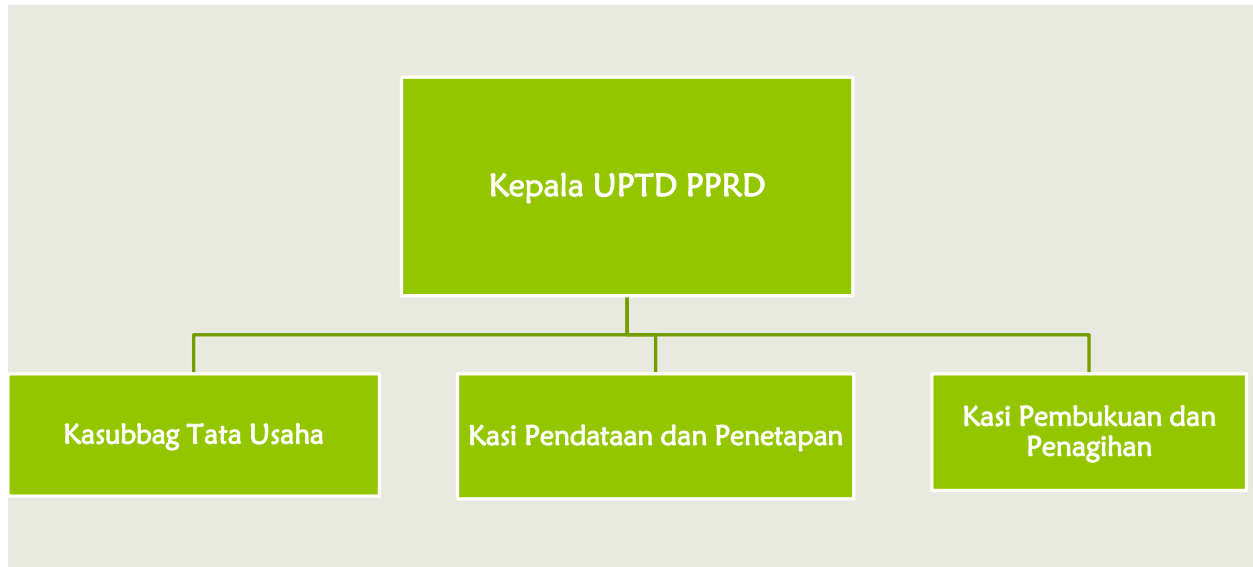 Kepala UPTD PPRD
Kasubbag Tata Usaha
Kasi Pendataan dan Penetapan
Kasi Pembukuan dan
Penagihan